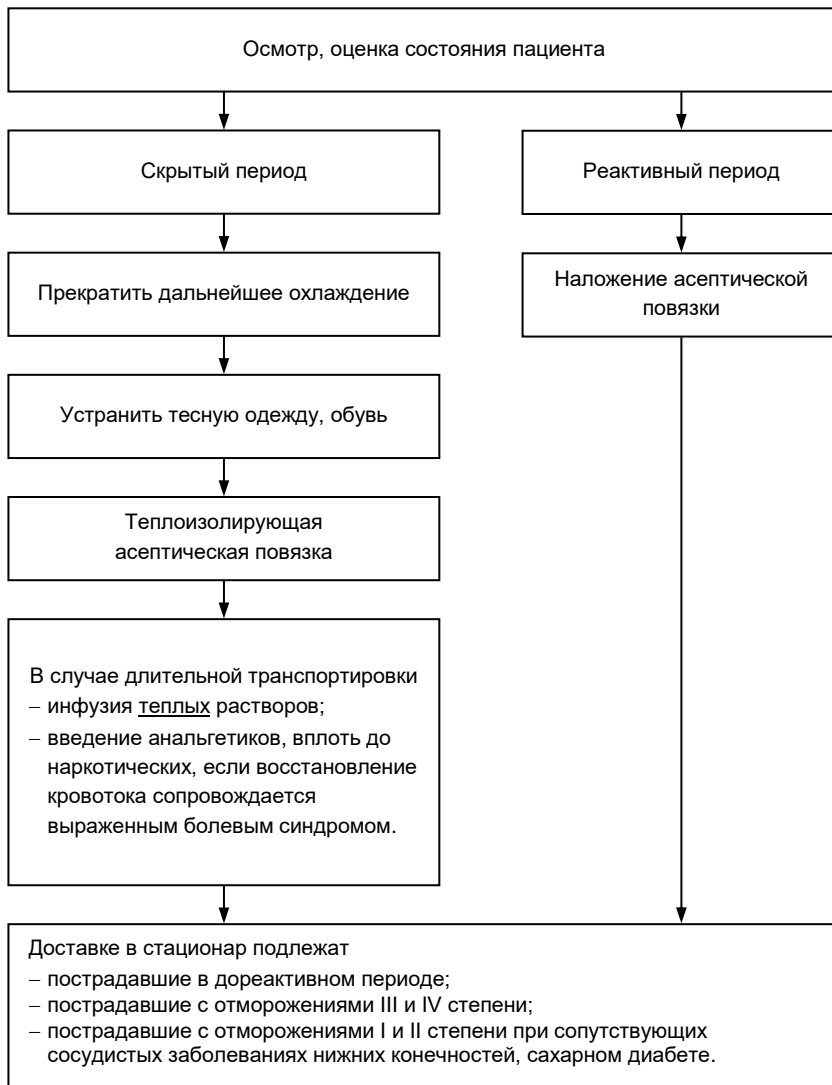 Осмотр, оценка состояния пациента
Скрытый период
Реактивный период
Прекратить дальнейшее охлаждение
Наложение асептической
повязки
Устранить тесную одежду, обувь
Теплоизолирующая
асептическая повязка
В случае длительной транспортировки
– инфузия теплых растворов;
– введение анальгетиков, вплоть до
наркотических, если восстановление
кровотока сопровождается
выраженным болевым синдромом.
Доставке в стационар подлежат
– пострадавшие в дореактивном периоде;
– пострадавшие с отморожениями III и IV степени;
– пострадавшие с отморожениями I и II степени при сопутствующих
сосудистых заболеваниях нижних конечностей, сахарном диабете.